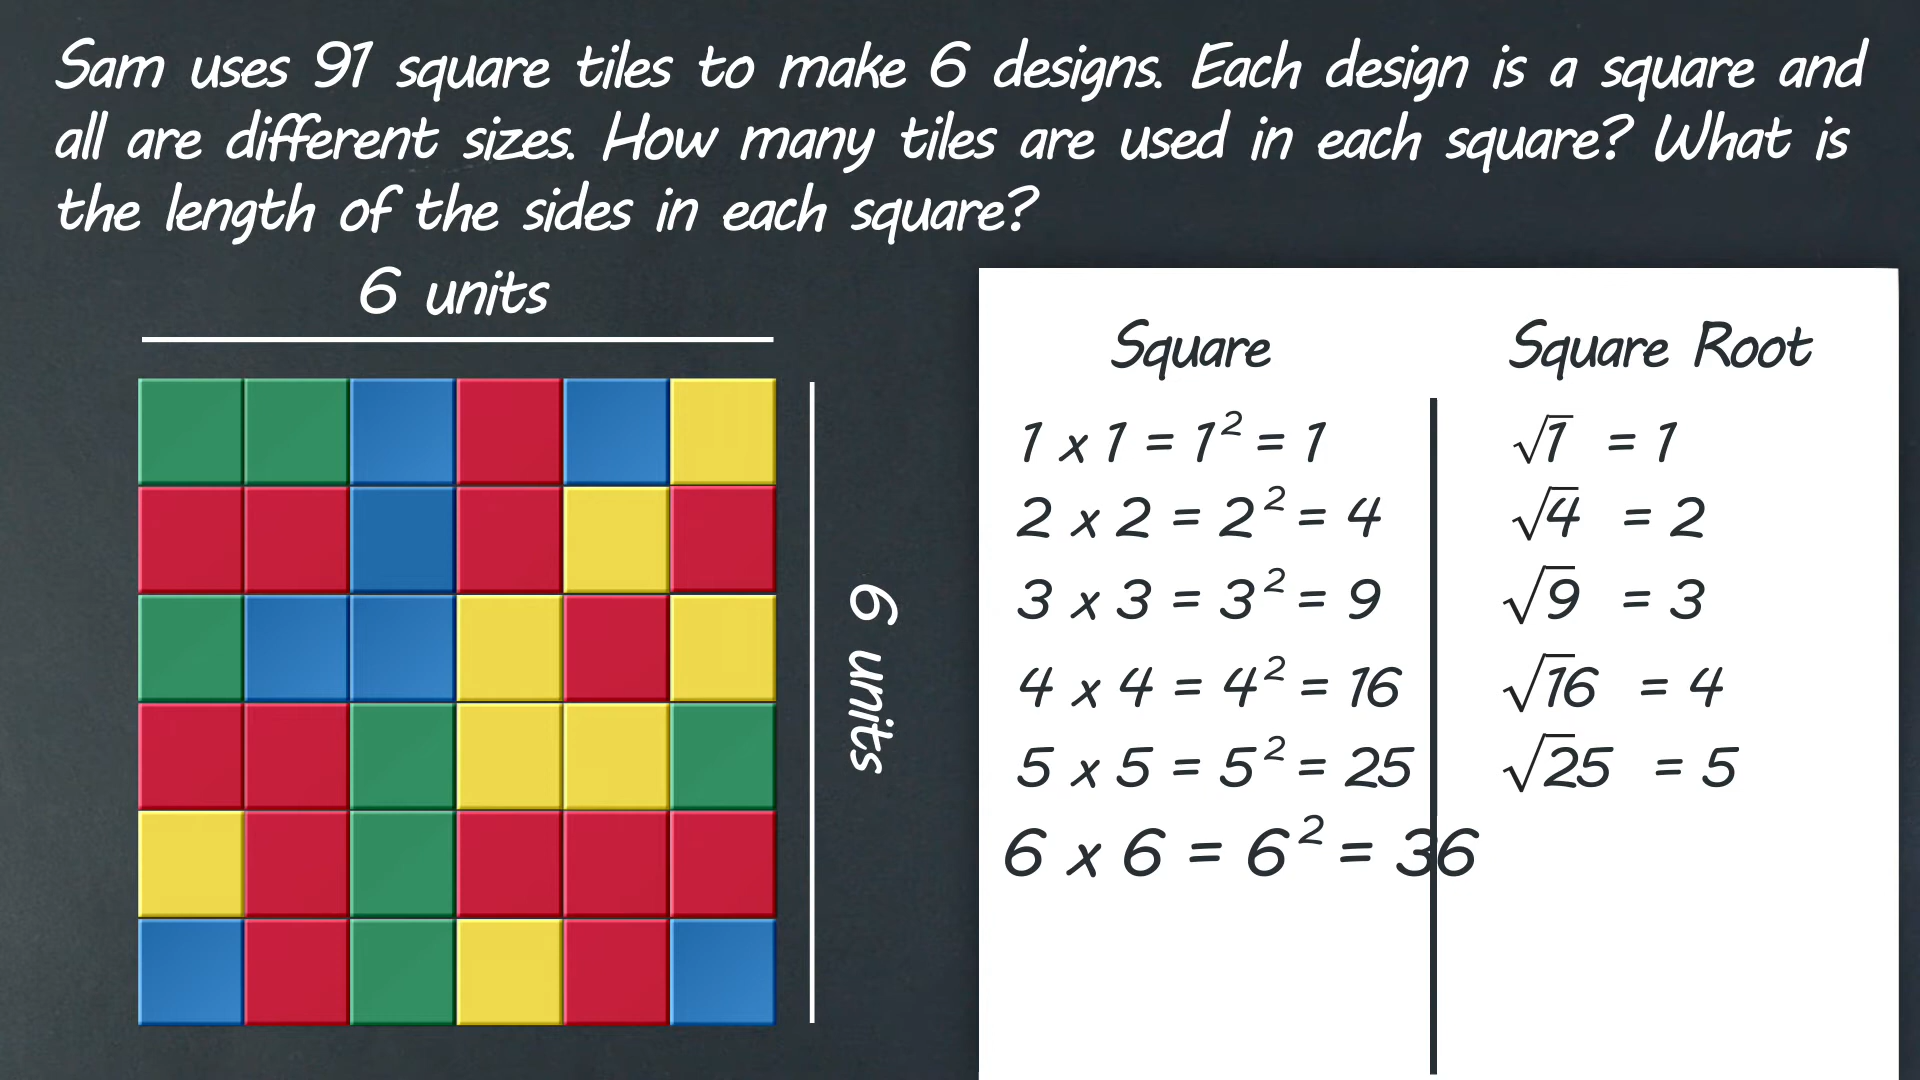 Sam uses 91 square tiles to make 6 designs. Each design is a square and
all are different sizes. How many tiles are used in each square? What is
the length of the sides in each square?
6 units
6 units
Square
1 x 1 = 1² = 1
2 x 2 = 2² = 4
3 x 3 = 3² = 9
4 x 4 = 4² = 16
5 x 5 = 5² = 25
6 x 6 = 6² = 36
Square Root
√1 = 1
√4 = 2
√9 = 3
√16 = 4
√25 = 5